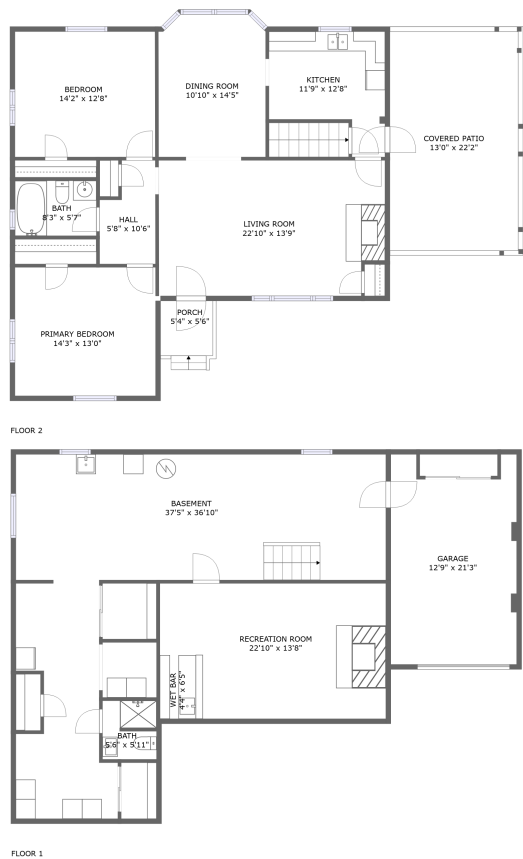 BEDROOM
14'2" x 12'8"
DINING ROOM
10'10" x 14'5"
KITCHEN
11'9" x 12'8"
COVERED PATIO
13'0" x 22'2"
BATH
8'3" x 5'7"
HALL
5'8" x 10'6"
LIVING ROOM
22'10" x 13'9"
PRIMARY BEDROOM
14'3" x 13'0"
PORCH
5'4" x 5'6"
FLOOR 2
BASEMENT
37'5" x 36'10"
GARAGE
12'9" x 21'3"
RECREATION ROOM
22'10" x 13'8"
WET BAR
4'4" x 6'5"
BATH
5'6" x 5'11"
FLOOR 1